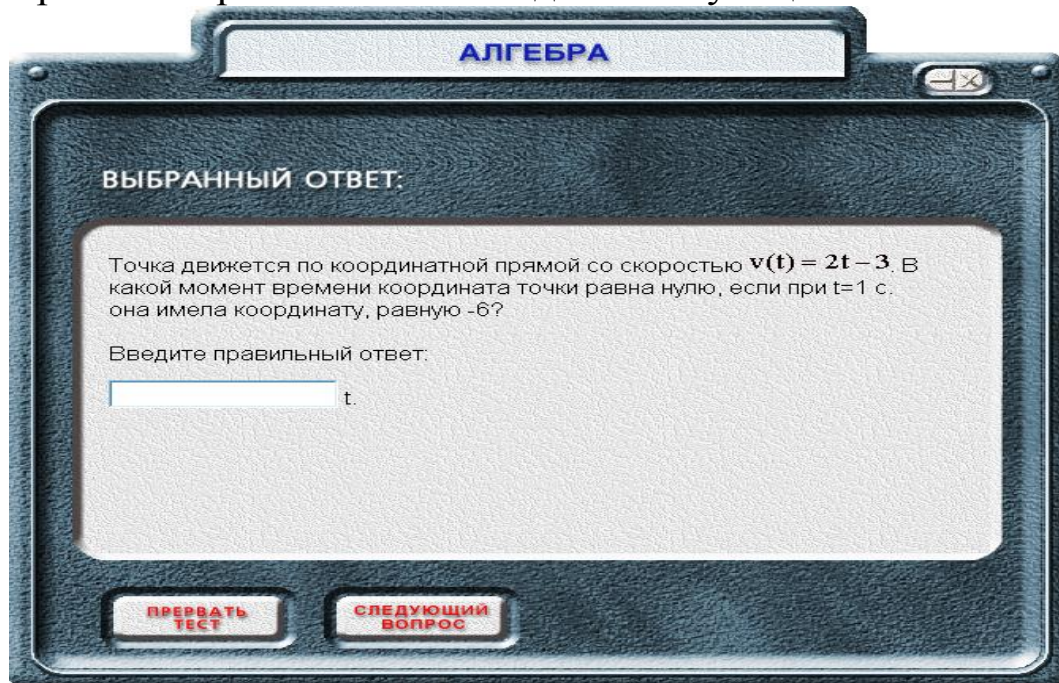 АЛГЕБРА
ВЫБРАННЫЙ ОТВЕТ:
Точка движется по координатной прямой со скоростью v(t) = 2t − 3. В
какой момент времени координата точки равна нулю, если при t=1 с.
она имела координату, равную -6?
Введите правильный ответ:
t.
ПРЕРВАТЬ
ТЕСТ
СЛЕДУЮЩИЙ
ВОПРОС